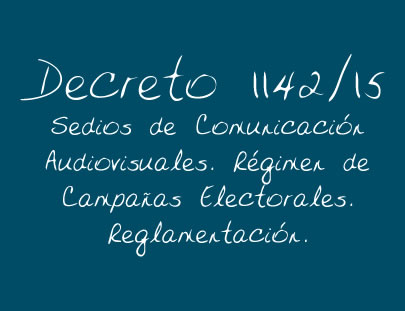 Decreto 1142/15
Sedios de Comunicación
Audiovisuales. Régimen de
Campañas Electorales.
Reglamentación.